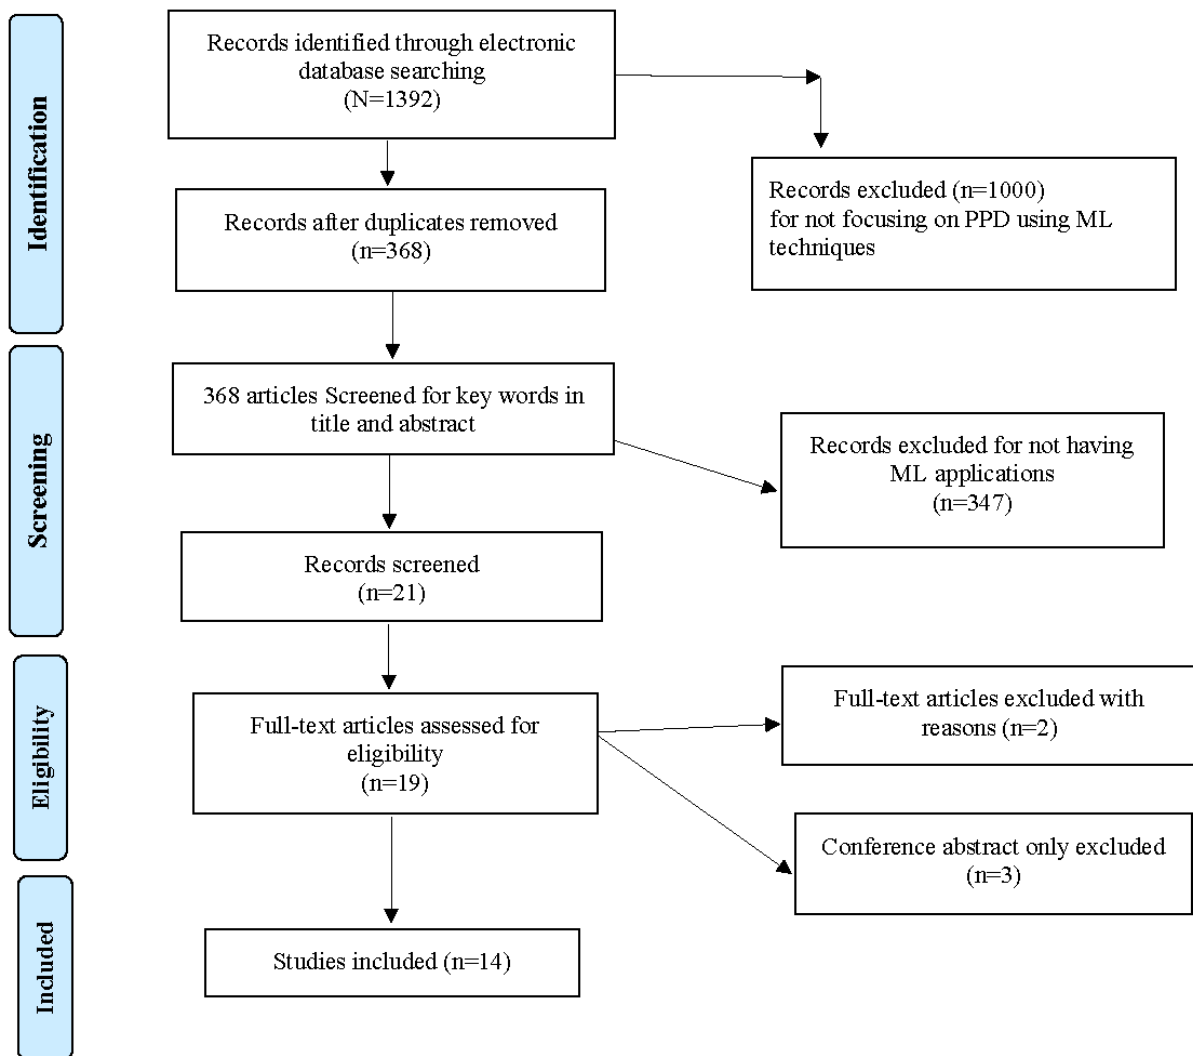 Identification
Records identified through electronic
database searching
(N=1392)
Records excluded (n=1000)
for not focusing on PPD using ML
techniques
Records after duplicates removed
(n=368)
Screening
368 articles Screened for key words in
title and abstract
Records excluded for not having
ML applications
(n=347)
Records screened
(n=21)
Eligibility
Full-text articles assessed for
eligibility
(n=19)
Full-text articles excluded with
reasons (n=2)
Conference abstract only excluded
(n=3)
Included
Studies included (n=14)